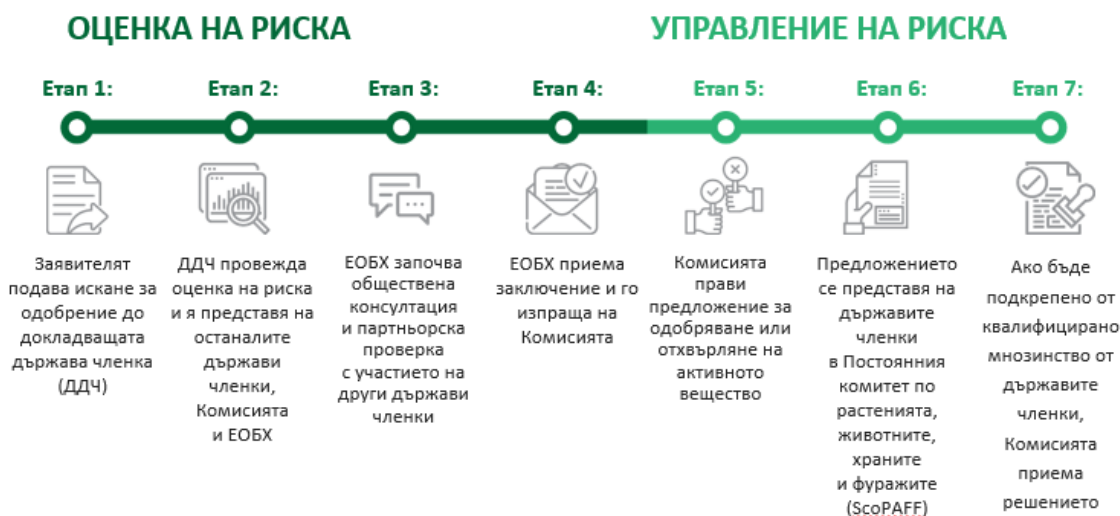 ОЦЕНКА НА РИСКА
УПРАВЛЕНИЕ НА РИСКА
Етап 1:
Етап 2:
Етап 3:
Етап 4:
Етап 5:
Етап 6:
Етап 7:
Заявителят
подава искане за
одобрение до
докладващата
държава членка
(ДДЧ)
ДДЧ провежда
оценка на риска
и я представя на
останалите
държави
членки,
Комисията
и ЕОБХ
ЕОБХ започва
обществена
консултация
и партньорска
проверка
с участието на
други държави
членки
ЕОБХ приема
заключение и го
изпраща на
Комисията
Комисията
прави
предложение за
одобряване или
отхвърляне на
активното
вещество
Предложението
се представя на
държавите
членки
в Постоянния
комитет по
растенията,
животните,
храните
и фуражите
(ScoPAFF)
Ако бъде
подкрепено от
квалифицирано
мнозинство от
държавите
членки,
Комисията
приема
решението